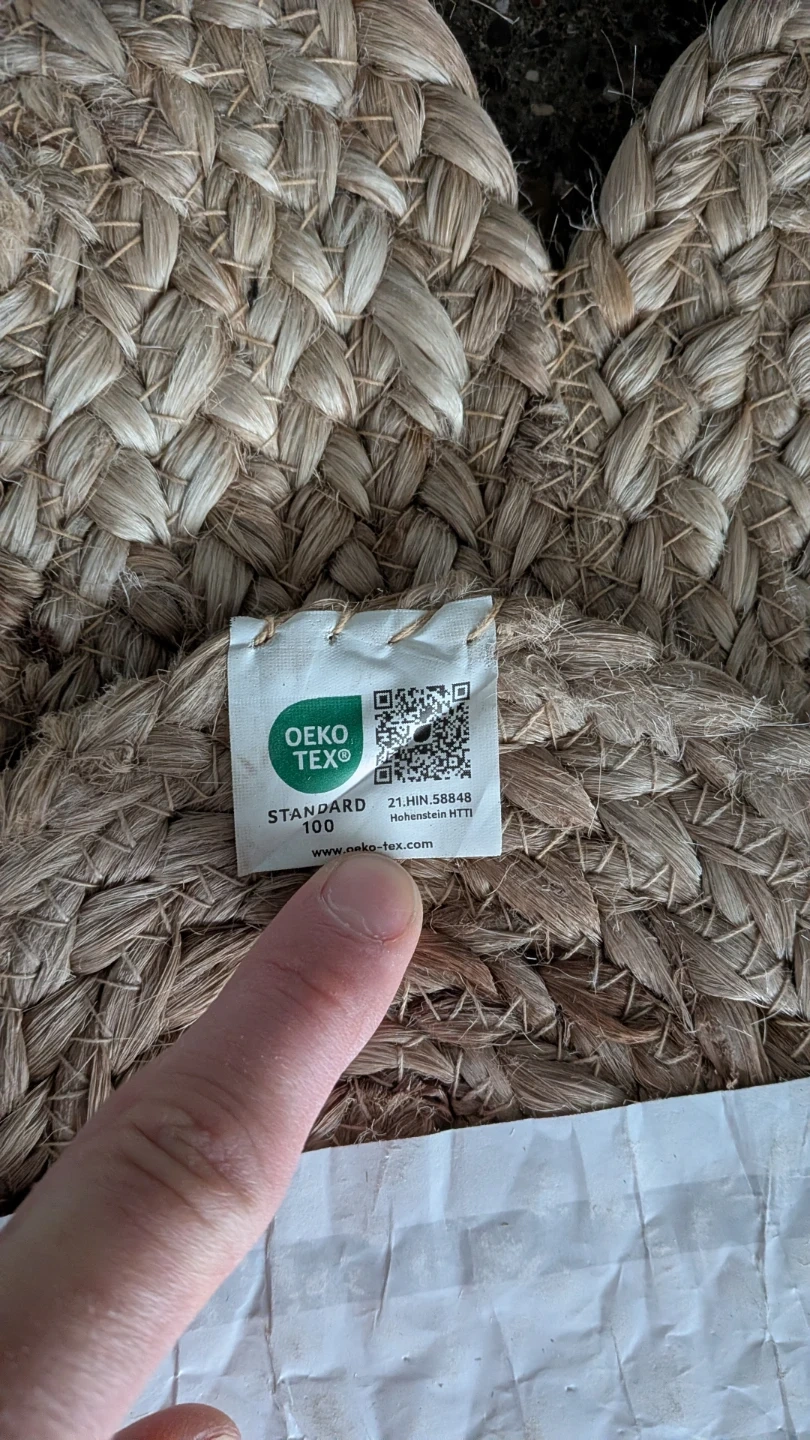 OEKO
TEX®
STANDARD
100
21.HIN.58848
Hohenstein HTTI
www.oeko-tex.com